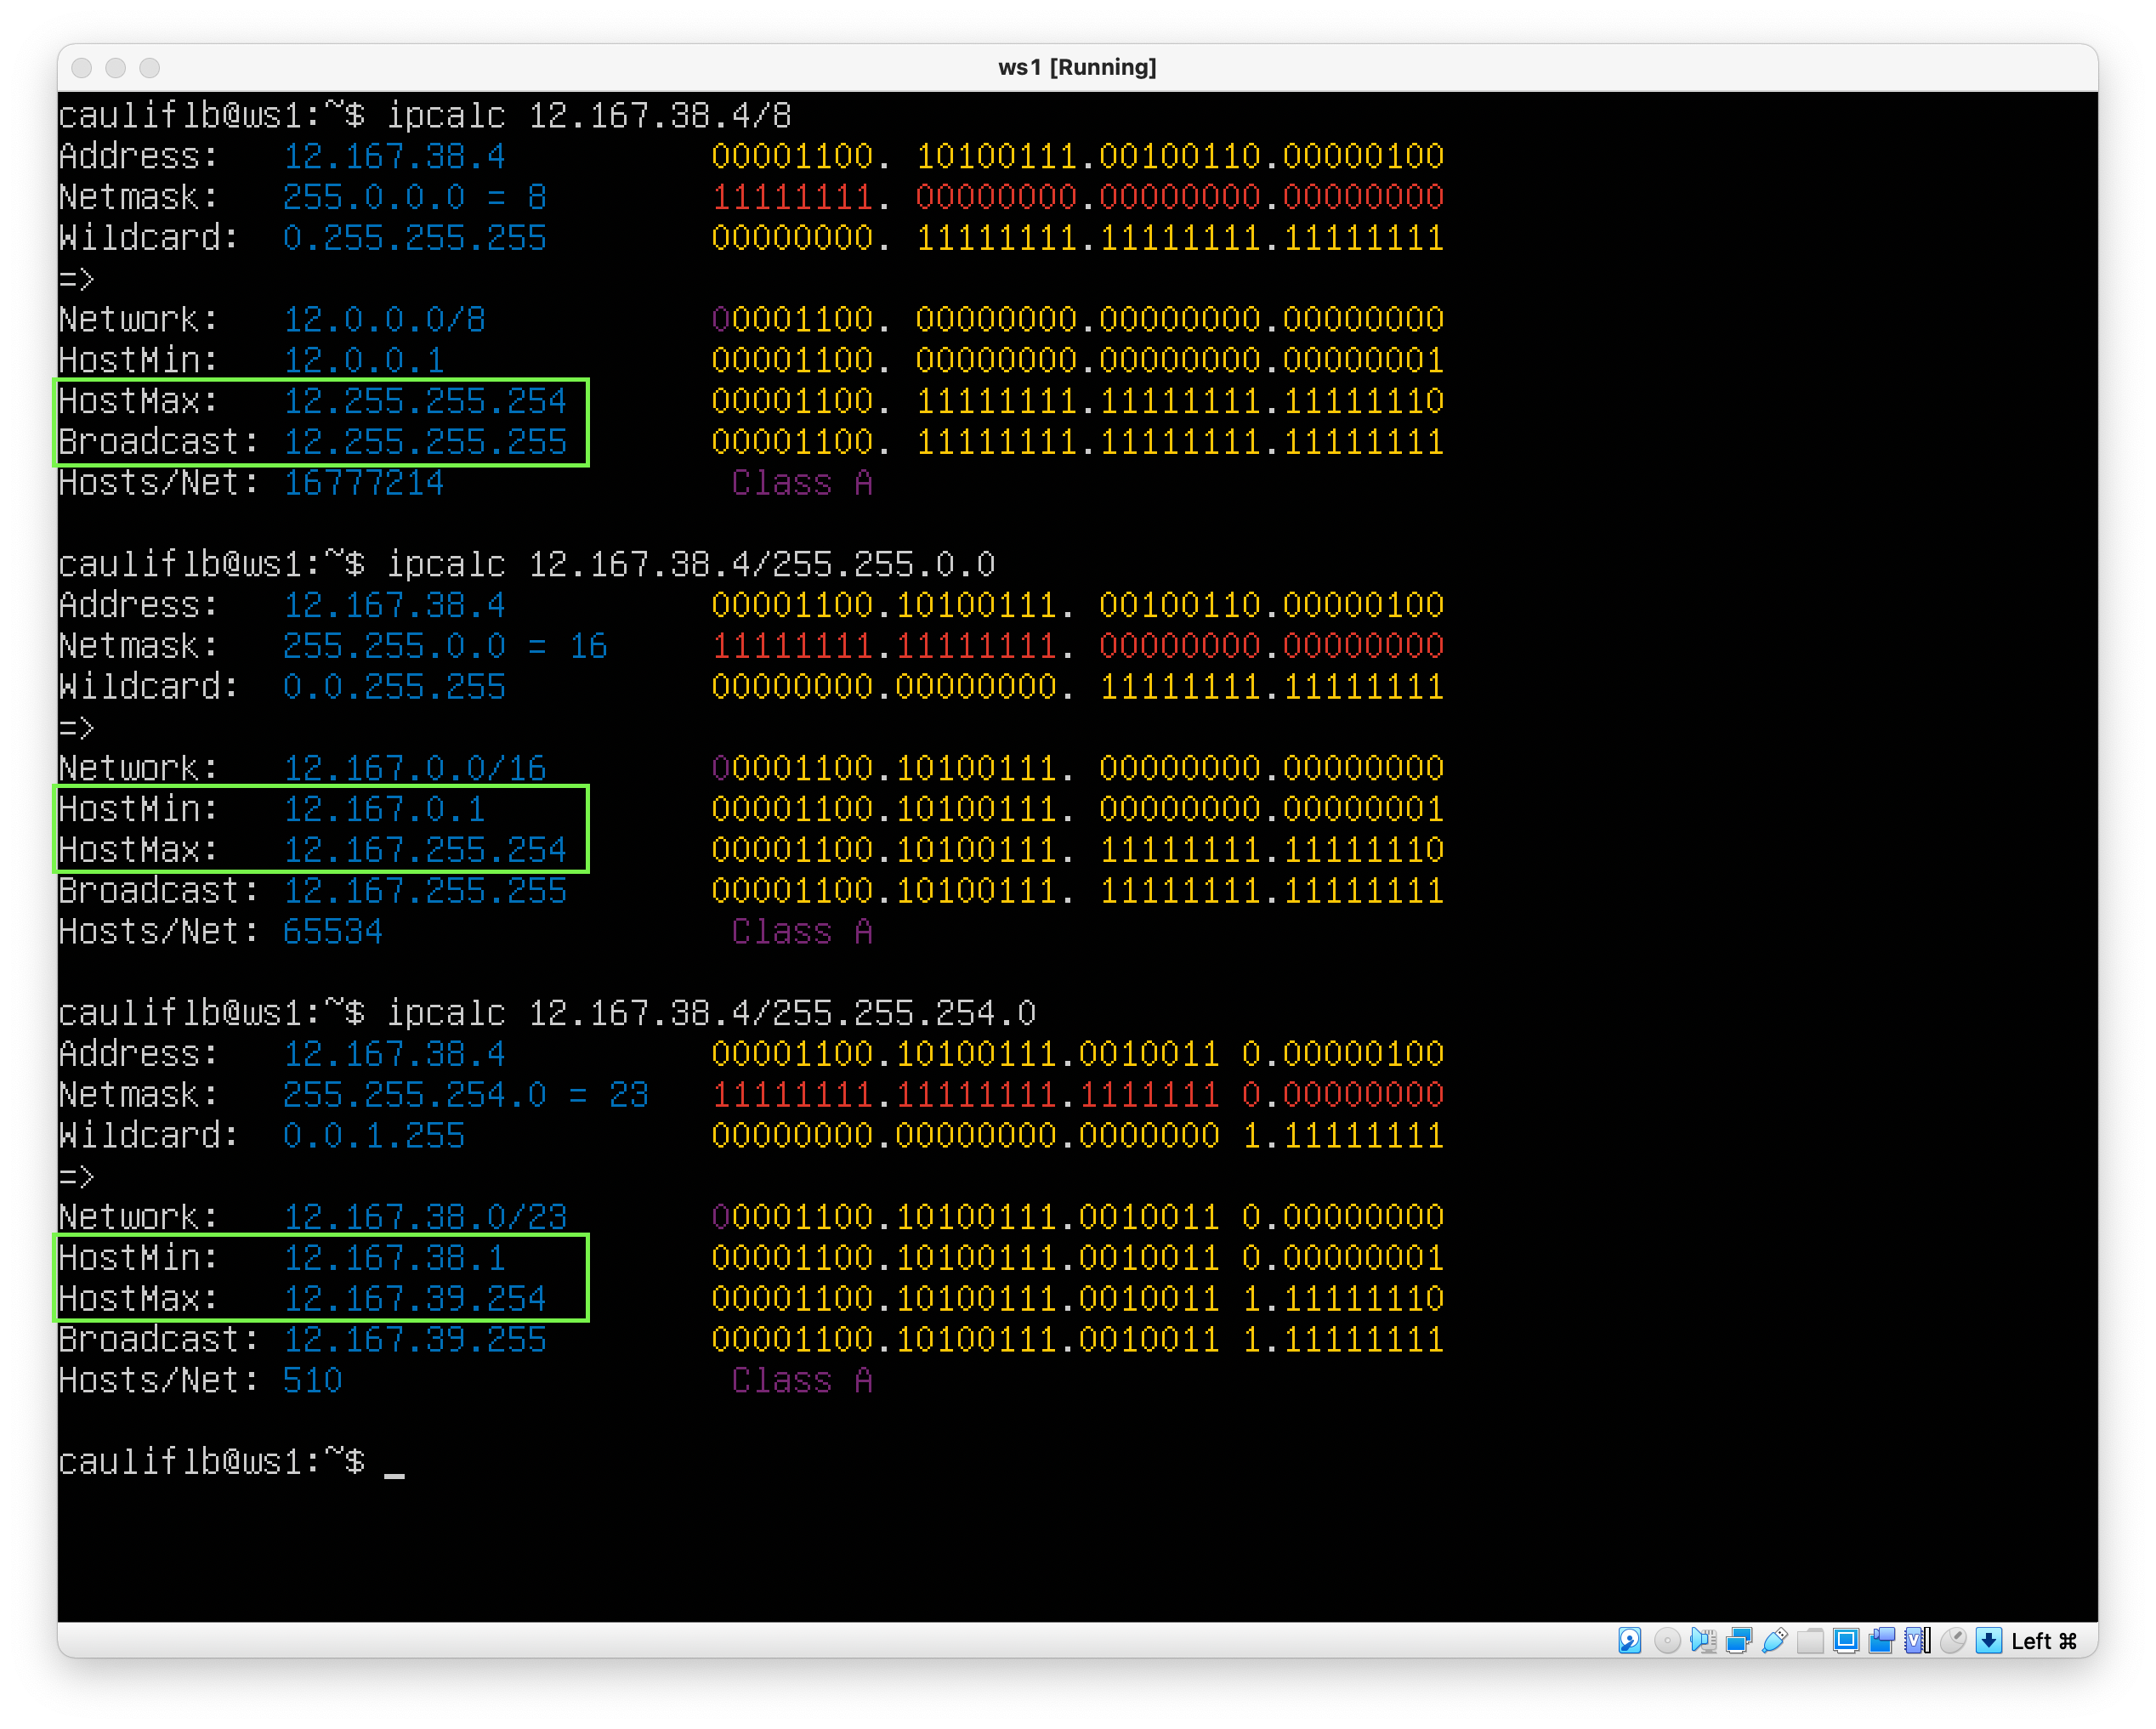 ws1 [Running]
cauliflb@ws1:~$ ipcalc 12.167.38.4/8
Address:   12.167.38.4          00001100. 10100111.00100110.00000100
Netmask:   255.0.0.0 = 8        11111111. 00000000.00000000.00000000
Wildcard:  0.255.255.255        00000000. 11111111.11111111.11111111
=>
Network:   12.0.0.0/8           00001100. 00000000.00000000.00000000
HostMin:   12.0.0.1             00001100. 00000000.00000000.00000001
HostMax:   12.255.255.254       00001100. 11111111.11111111.11111110
Broadcast: 12.255.255.255       00001100. 11111111.11111111.11111111
Hosts/Net: 16777214              Class A
cauliflb@ws1:~$ ipcalc 12.167.38.4/255.255.0.0
Address:   12.167.38.4          00001100.10100111. 00100110.00000100
Netmask:   255.255.0.0 = 16     11111111.11111111. 00000000.00000000
Wildcard:  0.0.255.255          00000000.00000000. 11111111.11111111
=>
Network:   12.167.0.0/16        00001100.10100111. 00000000.00000000
HostMin:   12.167.0.1           00001100.10100111. 00000000.00000001
HostMax:   12.167.255.254       00001100.10100111. 11111111.11111110
Broadcast: 12.167.255.255       00001100.10100111. 11111111.11111111
Hosts/Net: 65534                 Class A
cauliflb@ws1:~$ ipcalc 12.167.38.4/255.255.254.0
Address:   12.167.38.4          00001100.10100111.0010011 0.00000100
Netmask:   255.255.254.0 = 23   11111111.11111111.1111111 0.00000000
Wildcard:  0.0.1.255            00000000.00000000.0000000 1.11111111
=>
Network:   12.167.38.0/23       00001100.10100111.0010011 0.00000000
HostMin:   12.167.38.1          00001100.10100111.0010011 0.00000001
HostMax:   12.167.39.254        00001100.10100111.0010011 1.11111110
Broadcast: 12.167.39.255        00001100.10100111.0010011 1.11111111
Hosts/Net: 510                   Class A
cauliflb@ws1:~$ _
Left ⌘